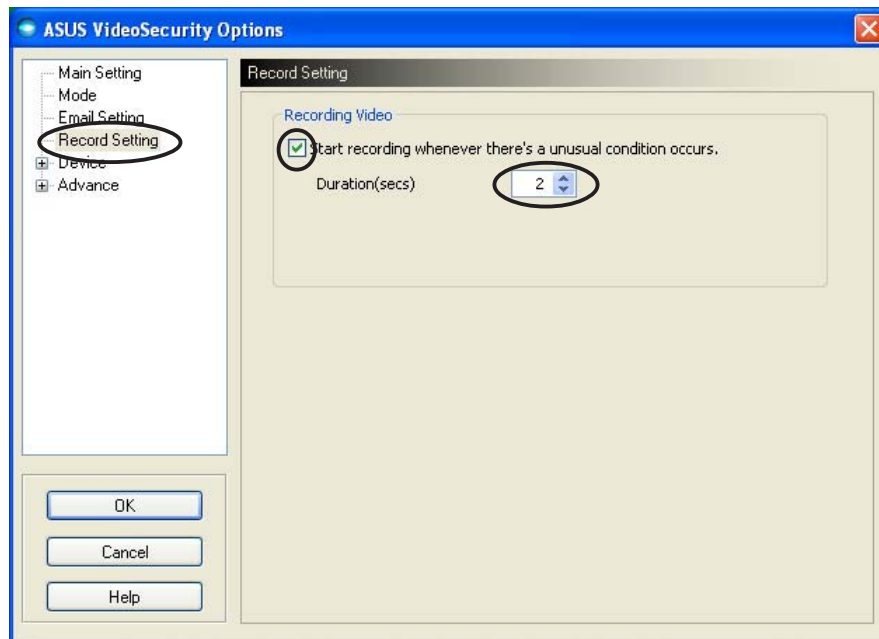 ASUS VideoSecurity Options
Main Setting
Mode
Email Setting
Record Setting
Device
Advance
OK
Cancel
Help
Record Setting
Recording Video
Start recording whenever there's a unusual condition occurs.
Duration(secs) 2